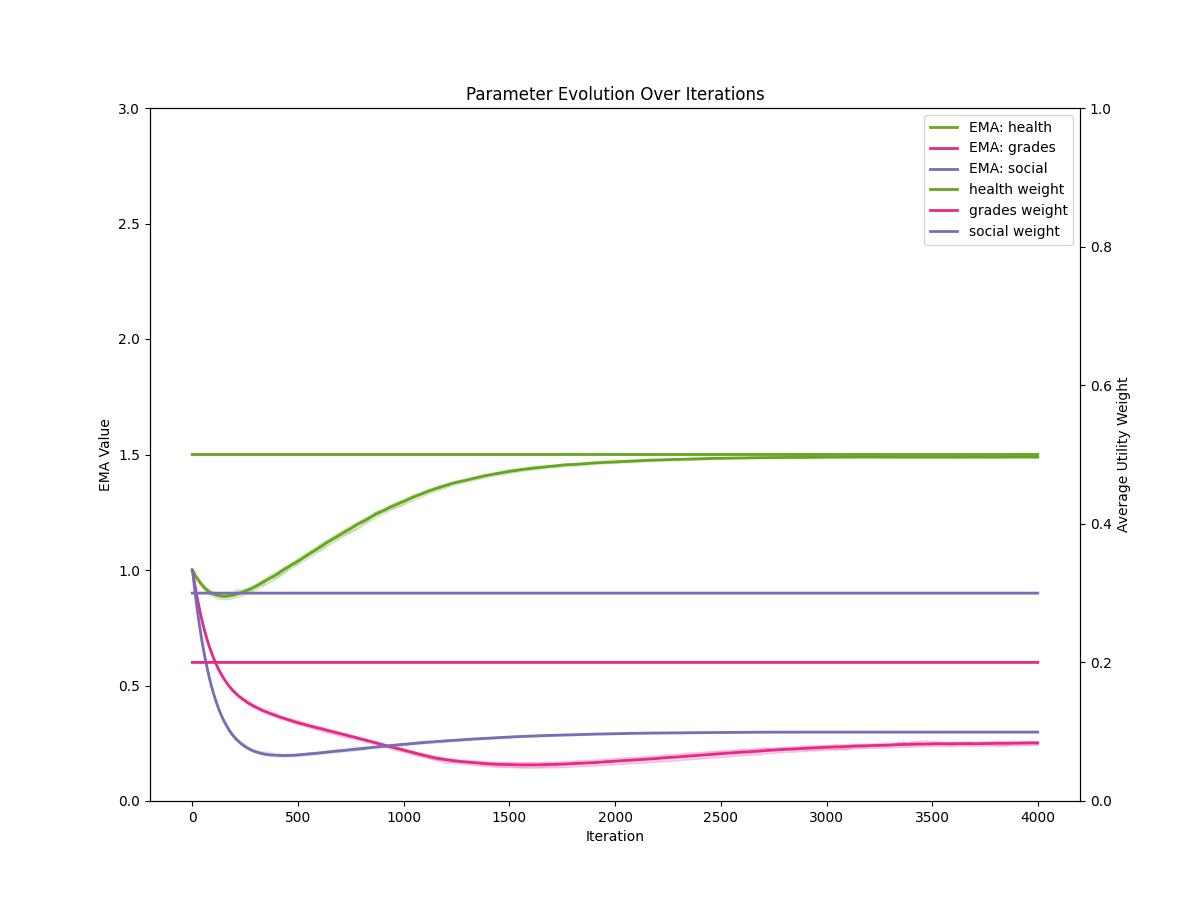 Parameter Evolution Over Iterations
3.0
2.5
2.0
1.5
1.0
0.5
0.0
EMA Value
EMA: health
EMA: grades
EMA: social
health weight
grades weight
social weight
1.0
0.8
0.6
0.4
0.2
0.0
Average Utility Weight
0 500 1000 1500 2000 2500 3000 3500 4000
Iteration